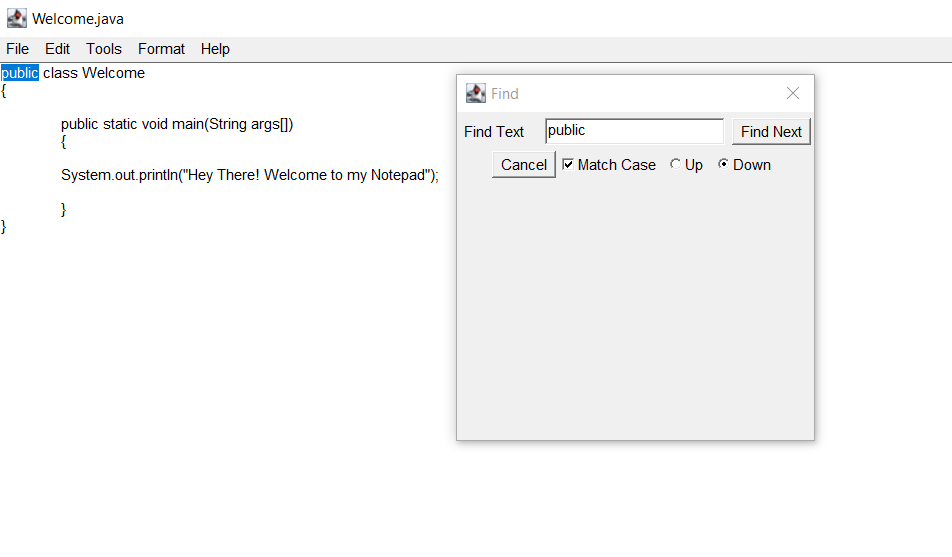 Welcome.java
File Edit Tools Format Help
public class Welcome
{
public static void main(String args[])
{
System.out.println("Hey There! Welcome to my Notepad");
}
}
Find
Find Text public Find Next
Cancel Match Case Up Down